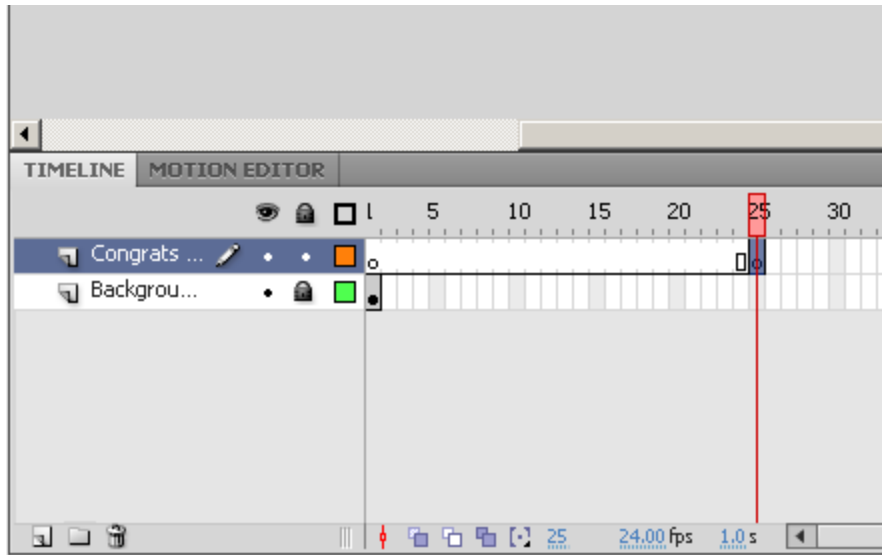 TIMELINE MOTION EDITOR
1 5 10 15 20 25 30
Congrats ...
Backgrou...
25 24.00 fps 1.0 s